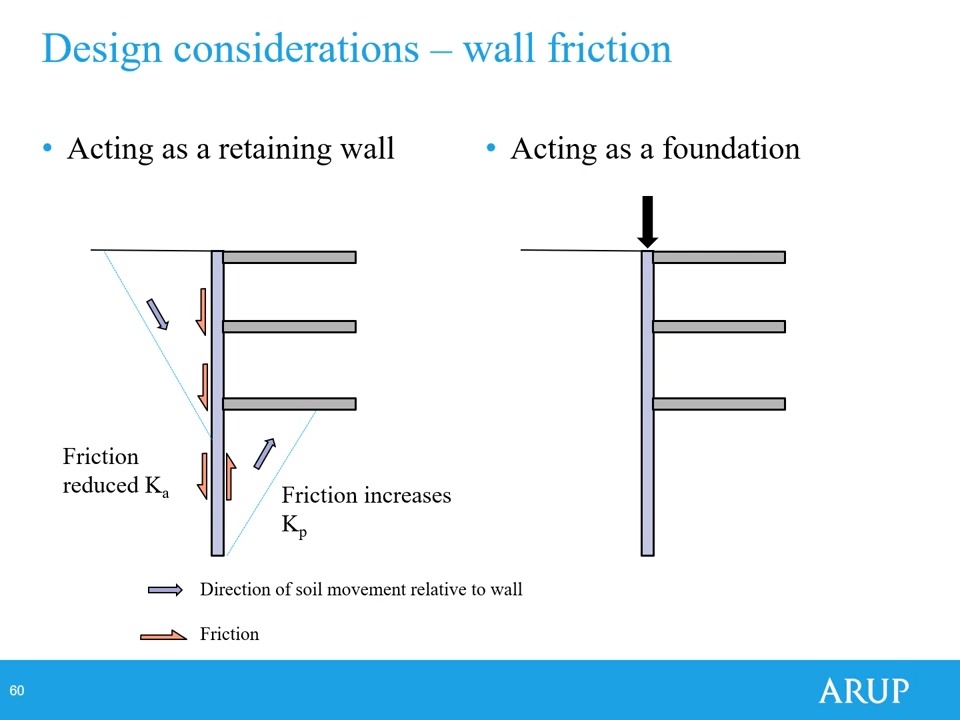 Design considerations – wall friction
• Acting as a retaining wall
• Acting as a foundation
Friction
reduced Ka
Friction increases
Kp
Direction of soil movement relative to wall
Friction
60
ARUP